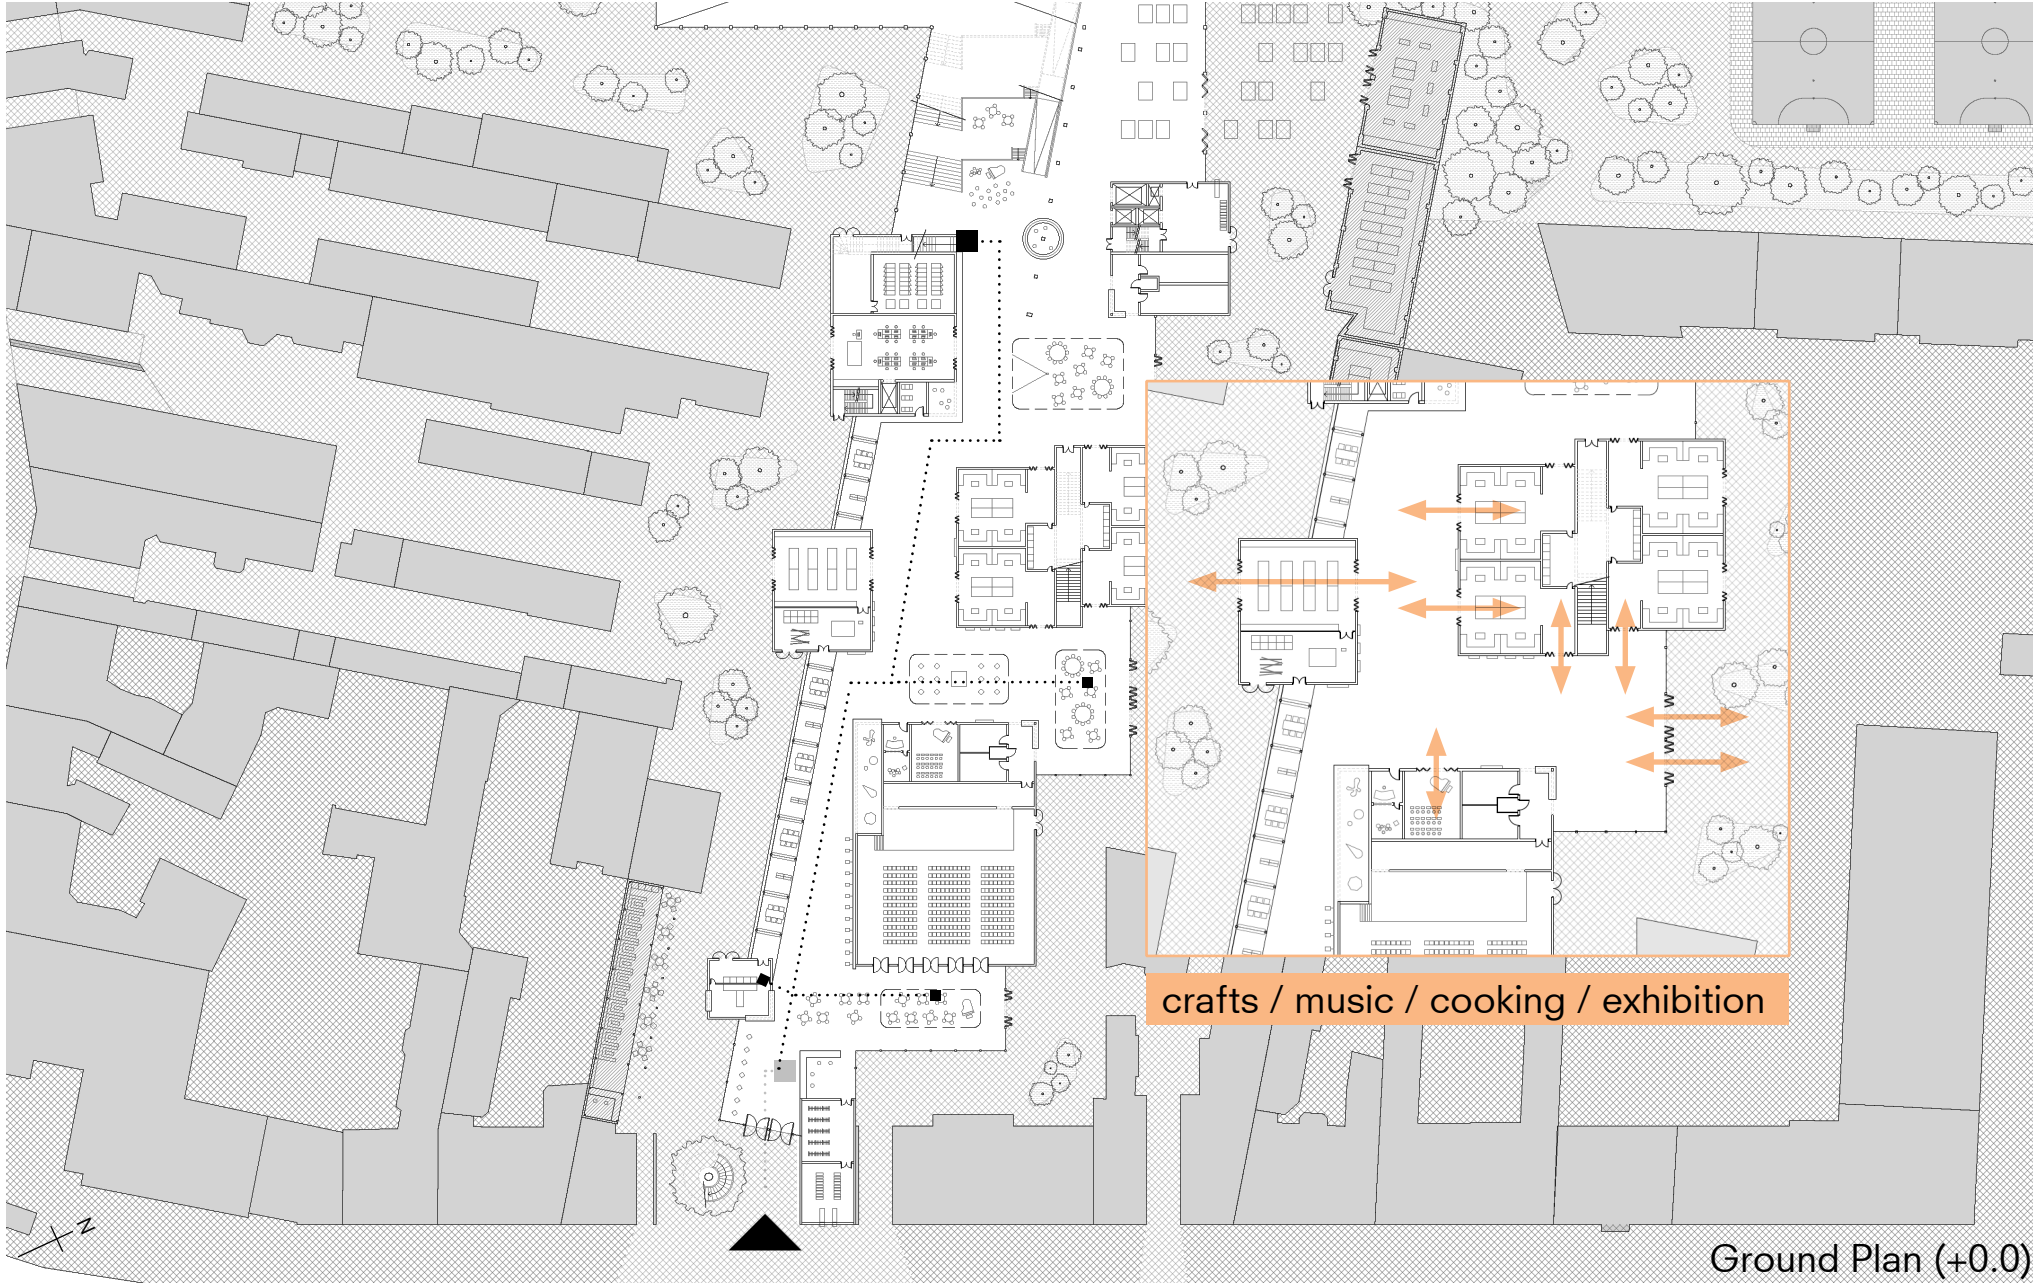 crafts / music / cooking / exhibition
N
Ground Plan (+0.0)